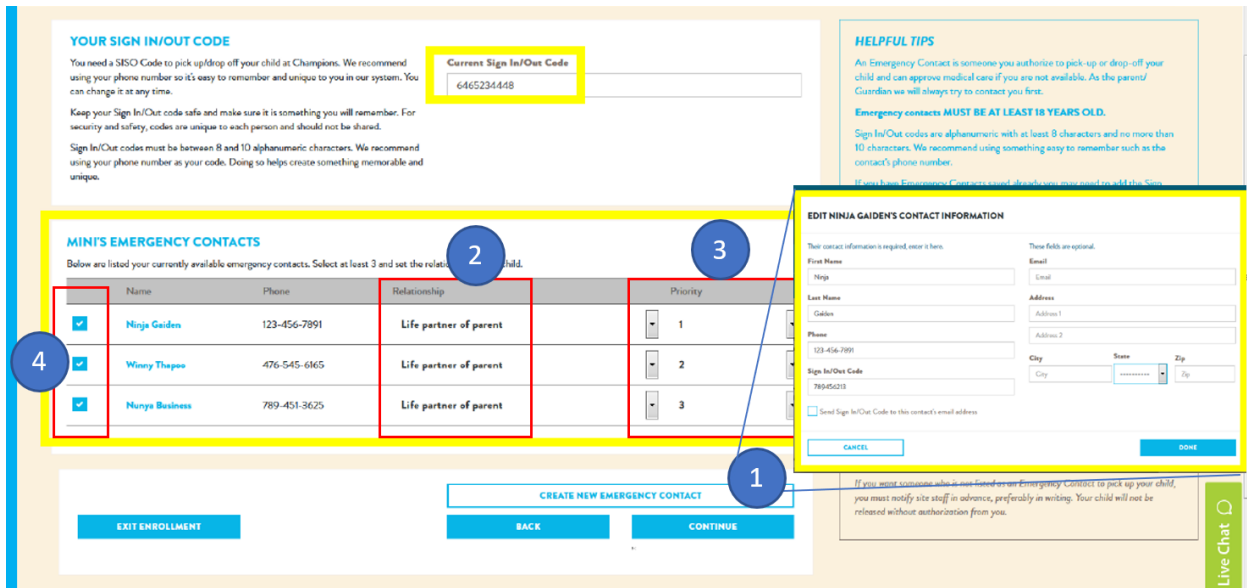 YOUR SIGN IN/OUT CODE
You need a SISO Code to pick up/drop off your child at Champions. We recommend
using your phone number so it's easy to remember and unique to you in our system. You
can change it at any time.
Keep your Sign In/Out code safe and make sure it is something you will remember. For
security and safety, codes are unique to each person and should not be shared.
Sign In/Out codes must be between 8 and 10 alphanumeric characters. We recommend
using your phone number as your code. Doing so helps create something memorable and
unique.
Current Sign In/Out Code
6465234448
HELPFUL TIPS
An Emergency Contact is someone you authorize to pick-up or drop-off your
child and can approve medical care if you are not available. As the parent/
Guardian we will always try to contact you first.
Emergency contacts MUST BE AT LEAST 18 YEARS OLD.
Sign In/Out codes are alphanumeric with at least 8 characters and no more than
10 characters. We recommend using something easy to remember such as the
contact's phone number.
If you have Emergency Contacts saved already you may need to add the Sign
MINI'S EMERGENCY CONTACTS
Below are listed your currently available emergency contacts. Select at least 3 and set the relati child.
2
3
Name Phone Relationship Priority
Ninja Gaiden 123-456-7891 Life partner of parent 1
4
Winny Thapoo 476-545-6165 Life partner of parent 2
Nunya Business 789-451-3625 Life partner of parent 3
EDIT NINJA GAIDEN'S CONTACT INFORMATION
Their contact information is required, enter it here.
First Name
Ninja
Last Name
Gaiden
Phone
123-456-7891
Sign In/Out Code
789456213
Send Sign In/Out Code to this contact's email address
These fields are optional.
Email
Email
Address
Address 1
Address 2
City State Zip
City ---------- Zip
CANCEL DONE
1
CREATE NEW EMERGENCY CONTACT
EXIT ENROLLMENT BACK CONTINUE
If you want someone who is not listed as an Emergency Contact to pick up your child,
you must notify site staff in advance, preferably in writing. Your child will not be
released without authorization from you.
Live Chat